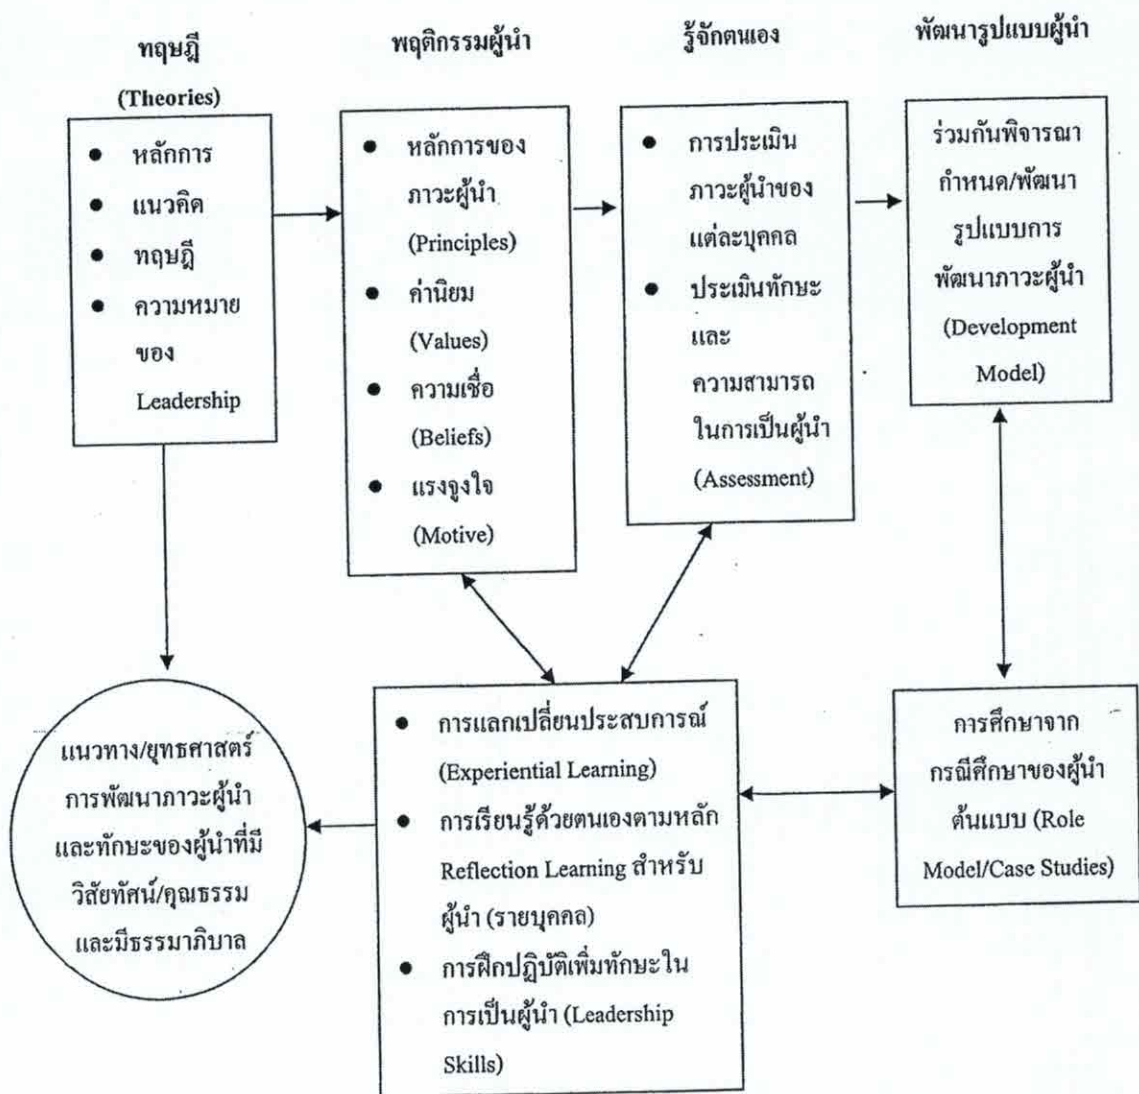 ทฤษฎี
(Theories)
● หลักการ
● แนวคิด
● ทฤษฎี
● ความหมาย
ของ
Leadership
พฤติกรรมผู้นำ
● หลักการของ
ภาวะผู้นำ
(Principles)
● ค่านิยม
(Values)
● ความเชื่อ
(Beliefs)
● แรงจูงใจ
(Motive)
รู้จักตนเอง
● การประเมิน
ภาวะผู้นำของ
แต่ละบุคคล
● ประเมินทักษะ
และ
ความสามารถ
ในการเป็นผู้นำ
(Assessment)
พัฒนารูปแบบผู้นำ
ร่วมกันพิจารณา
กำหนด/พัฒนา
รูปแบบการ
พัฒนาภาวะผู้นำ
(Development
Model)
แนวทาง/ยุทธศาสตร์
การพัฒนาภาวะผู้นำ
และทักษะของผู้นำที่มี
วิสัยทัศน์/คุณธรรม
และมีธรรมาภิบาล
● การแลกเปลี่ยนประสบการณ์
(Experiential Learning)
● การเรียนรู้ด้วยตนเองตามหลัก
Reflection Learning สำหรับ
ผู้นำ (รายบุคคล)
● การฝึกปฏิบัติเพิ่มทักษะใน
การเป็นผู้นำ (Leadership
Skills)
การศึกษาจาก
กรณีศึกษาของผู้นำ
ต้นแบบ (Role
Model/Case Studies)